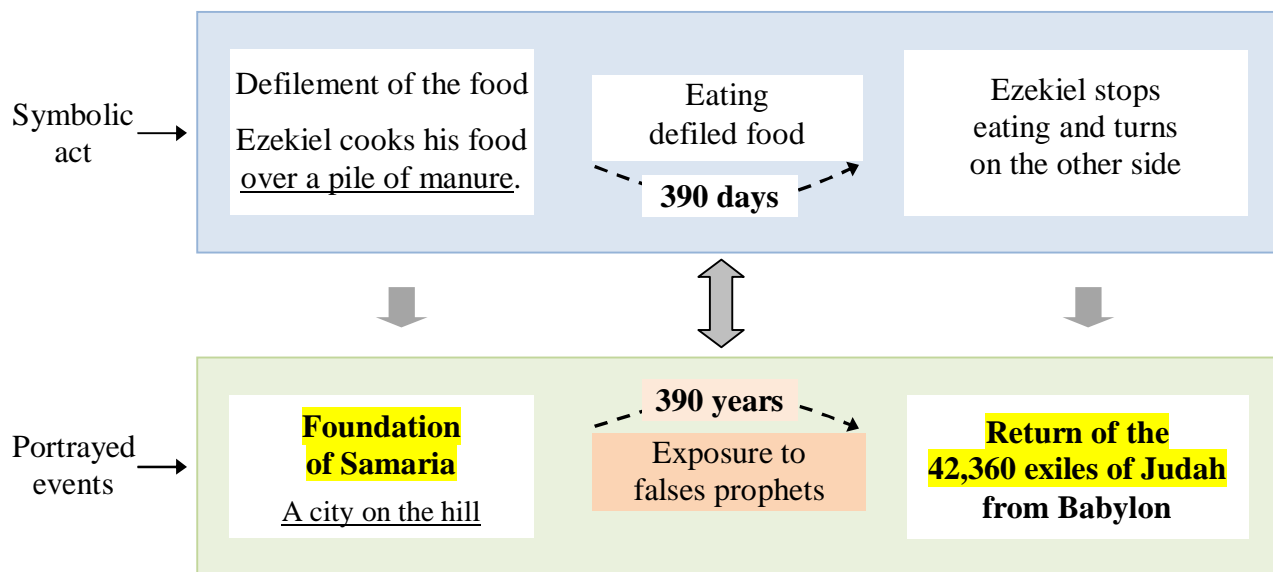 Symbolic
act
Defilement of the food
Ezekiel cooks his food
over a pile of manure.
Eating
defiled food
390 days
Ezekiel stops
eating and turns
on the other side
Portrayed
events
Foundation
of Samaria
A city on the hill
390 years
Exposure to
falses prophets
Return of the
42,360 exiles of Judah
from Babylon